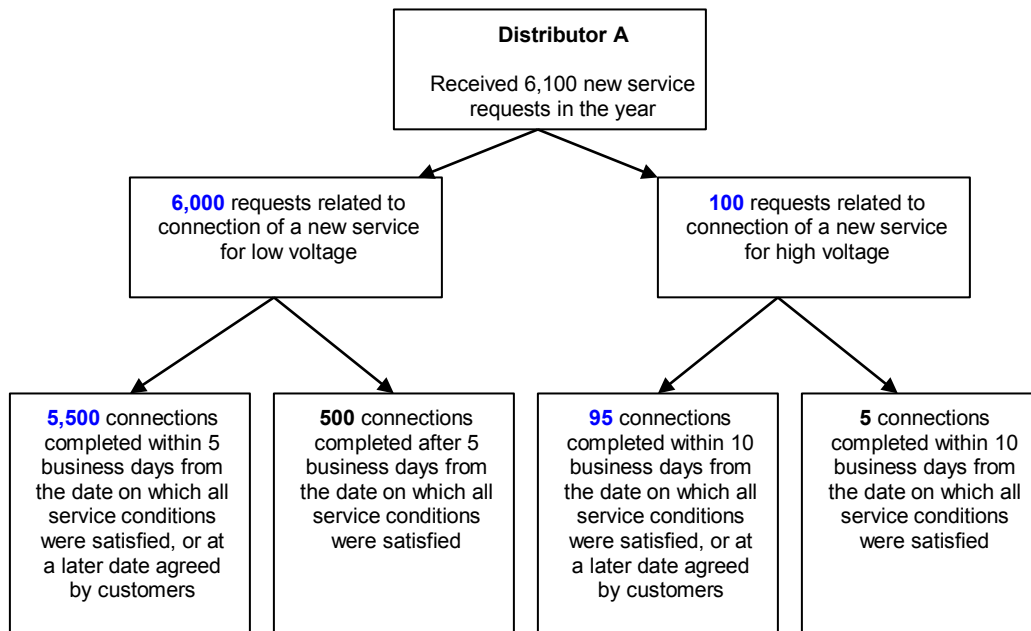 Distributor A
Received 6,100 new service
requests in the year
6,000 requests related to
connection of a new service
for low voltage
100 requests related to
connection of a new service
for high voltage
5,500 connections
completed within 5
business days from
the date on which all
service conditions
were satisfied, or at
a later date agreed
by customers
500 connections
completed after 5
business days from
the date on which all
service conditions
were satisfied
95 connections
completed within 10
business days from
the date on which all
service conditions
were satisfied, or at
a later date agreed
by customers
5 connections
completed within 10
business days from
the date on which all
service conditions
were satisfied